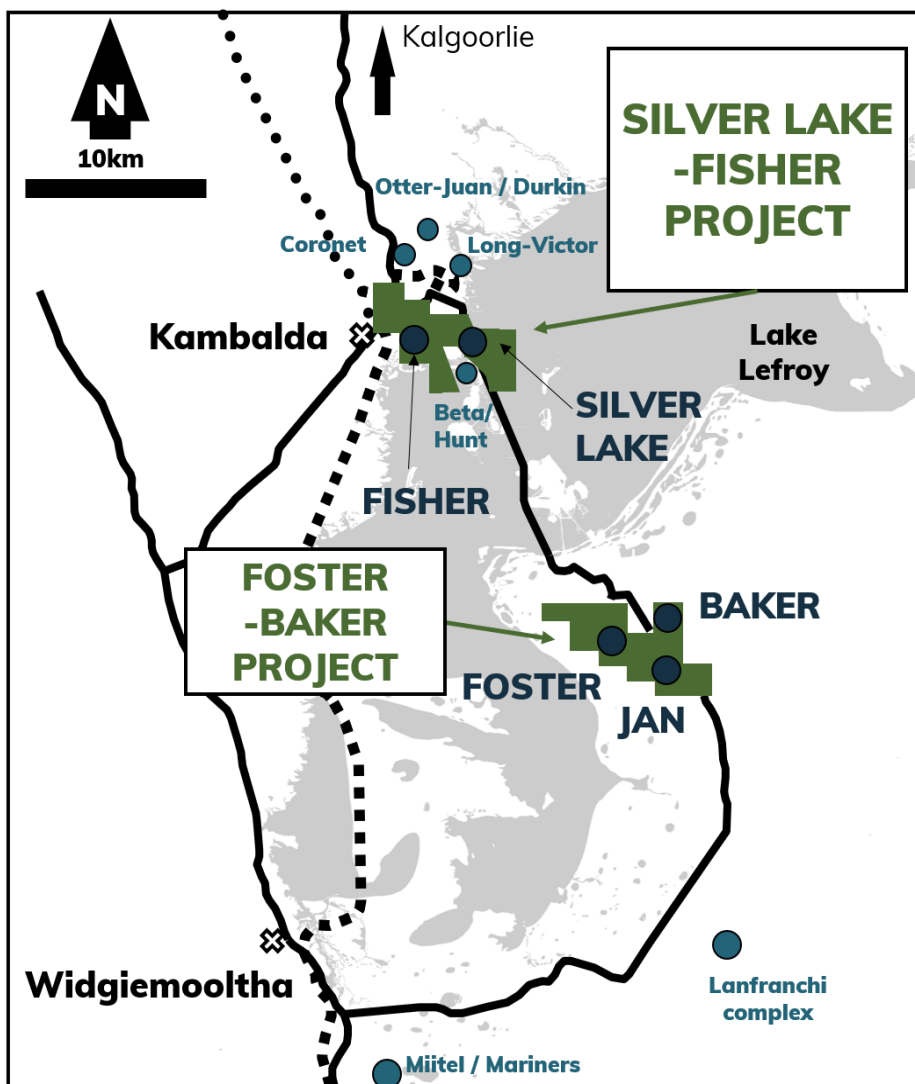 Kalgoorlie
N
10km
SILVER LAKE
-FISHER
PROJECT
Otter-Juan / Durkin
Coronet
Long-Victor
Kambalda
Lake
Lefroy
Beta/
Hunt
SILVER
LAKE
FISHER
FOSTER
-BAKER
PROJECT
BAKER
FOSTER
JAN
Widgiemooltha
Lanfranchi
complex
Miitel / Mariners